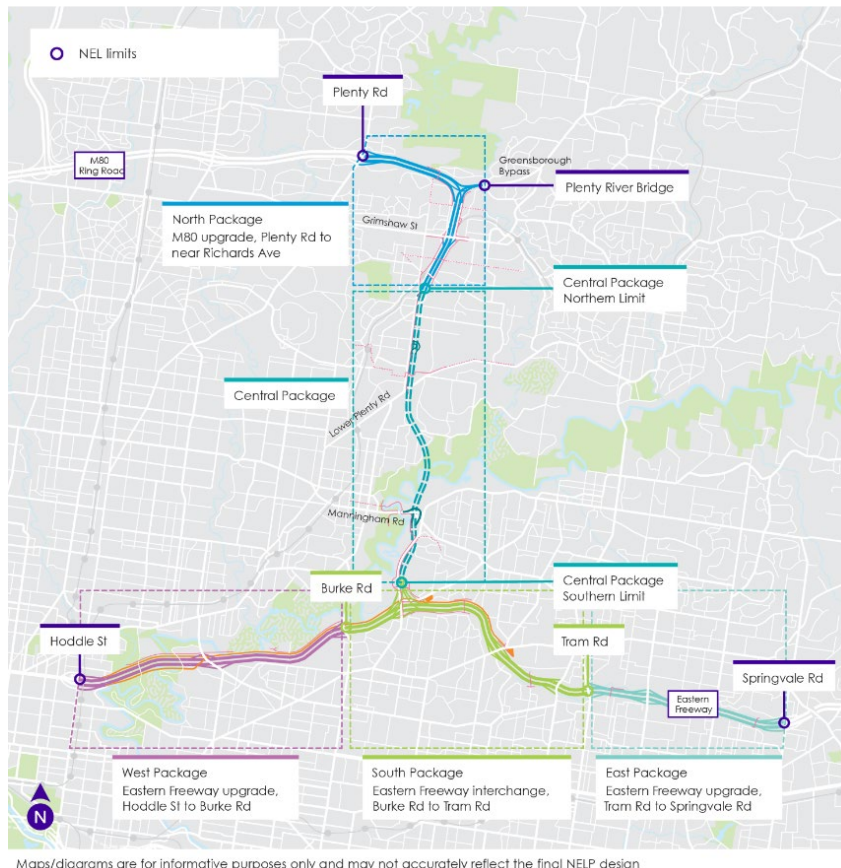 NEL limits
Plenty Rd
M80
Ring Road
Greensborough
Bypass
Plenty River Bridge
North Package
M80 upgrade, Plenty Rd to
near Richards Ave
Grimshaw St
Central Package
Northern Limit
Central Package
Lower Plenty Rd
Manningham Rd
Burke Rd
Central Package
Southern Limit
Hoddle St
Tram Rd
Springvale Rd
Eastern
Freeway
West Package
Eastern Freeway upgrade,
Hoddle St to Burke Rd
South Package
Eastern Freeway interchange,
Burke Rd to Tram Rd
East Package
Eastern Freeway upgrade,
Tram Rd to Springvale Rd
N
Maps/diagrams are for informative purposes only and may not accurately reflect the final NELP design